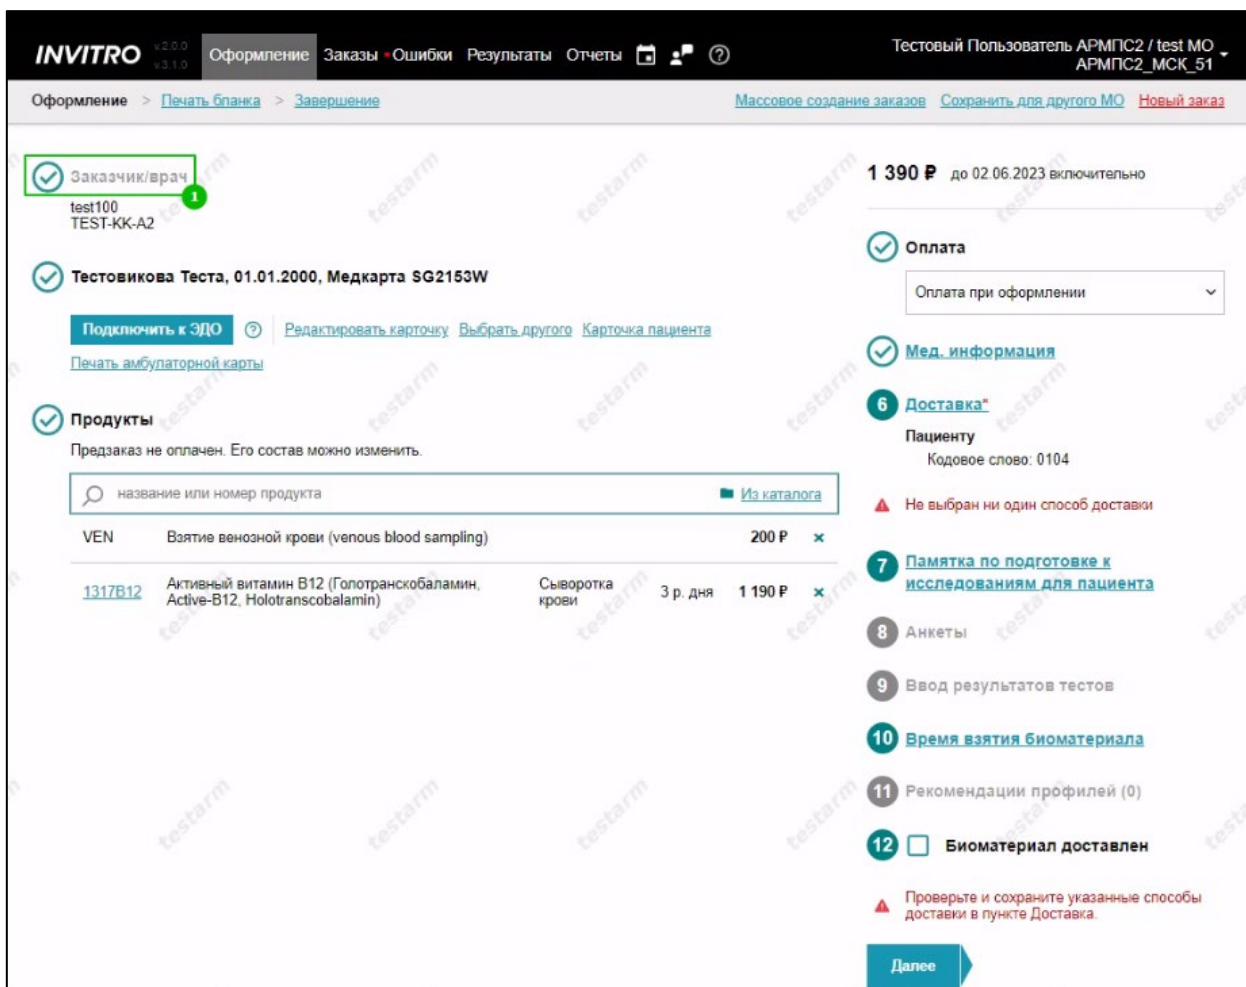 INVITRO v.2.0.0 v.3.1.0 Оформление Заказы Ошибки Результаты Отчеты
Тестовый Пользователь АРМПС2 / test МО
АРМПС2_МСК_51
Оформление > Печать бланка > Завершение Массовое создание заказов Сохранить для другого МО Новый заказ
Заказчик/врач
1
test100
TEST-KK-A2
Тестовикова Теста, 01.01.2000, Медкарта SG2153W
Подключить к ЭДО Редактировать карточку Выбрать другого Карточка пациента
Печать амбулаторной карты
Продукты
Предзаказ не оплачен. Его состав можно изменить.
название или номер продукта Из каталога
VEN Взятие венозной крови (venous blood sampling) 200 ₽ ×
1317B12 Активный витамин В12 (Голотранскобаламин, Active-B12, Holotranscobalamin) Сыворотка крови 3 р. дня 1 190 ₽ ×
1 390 ₽ до 02.06.2023 включительно
Оплата
Оплата при оформлении
Мед. информация
6 Доставка*
Пациенту
Кодовое слово: 0104
Не выбран ни один способ доставки
7 Памятка по подготовке к
исследованиям для пациента
8 Анкеты
9 Ввод результатов тестов
10 Время взятия биоматериала
11 Рекомендации профилей (0)
12 Биоматериал доставлен
Проверьте и сохраните указанные способы
доставки в пункте Доставка.
Далее
testarm